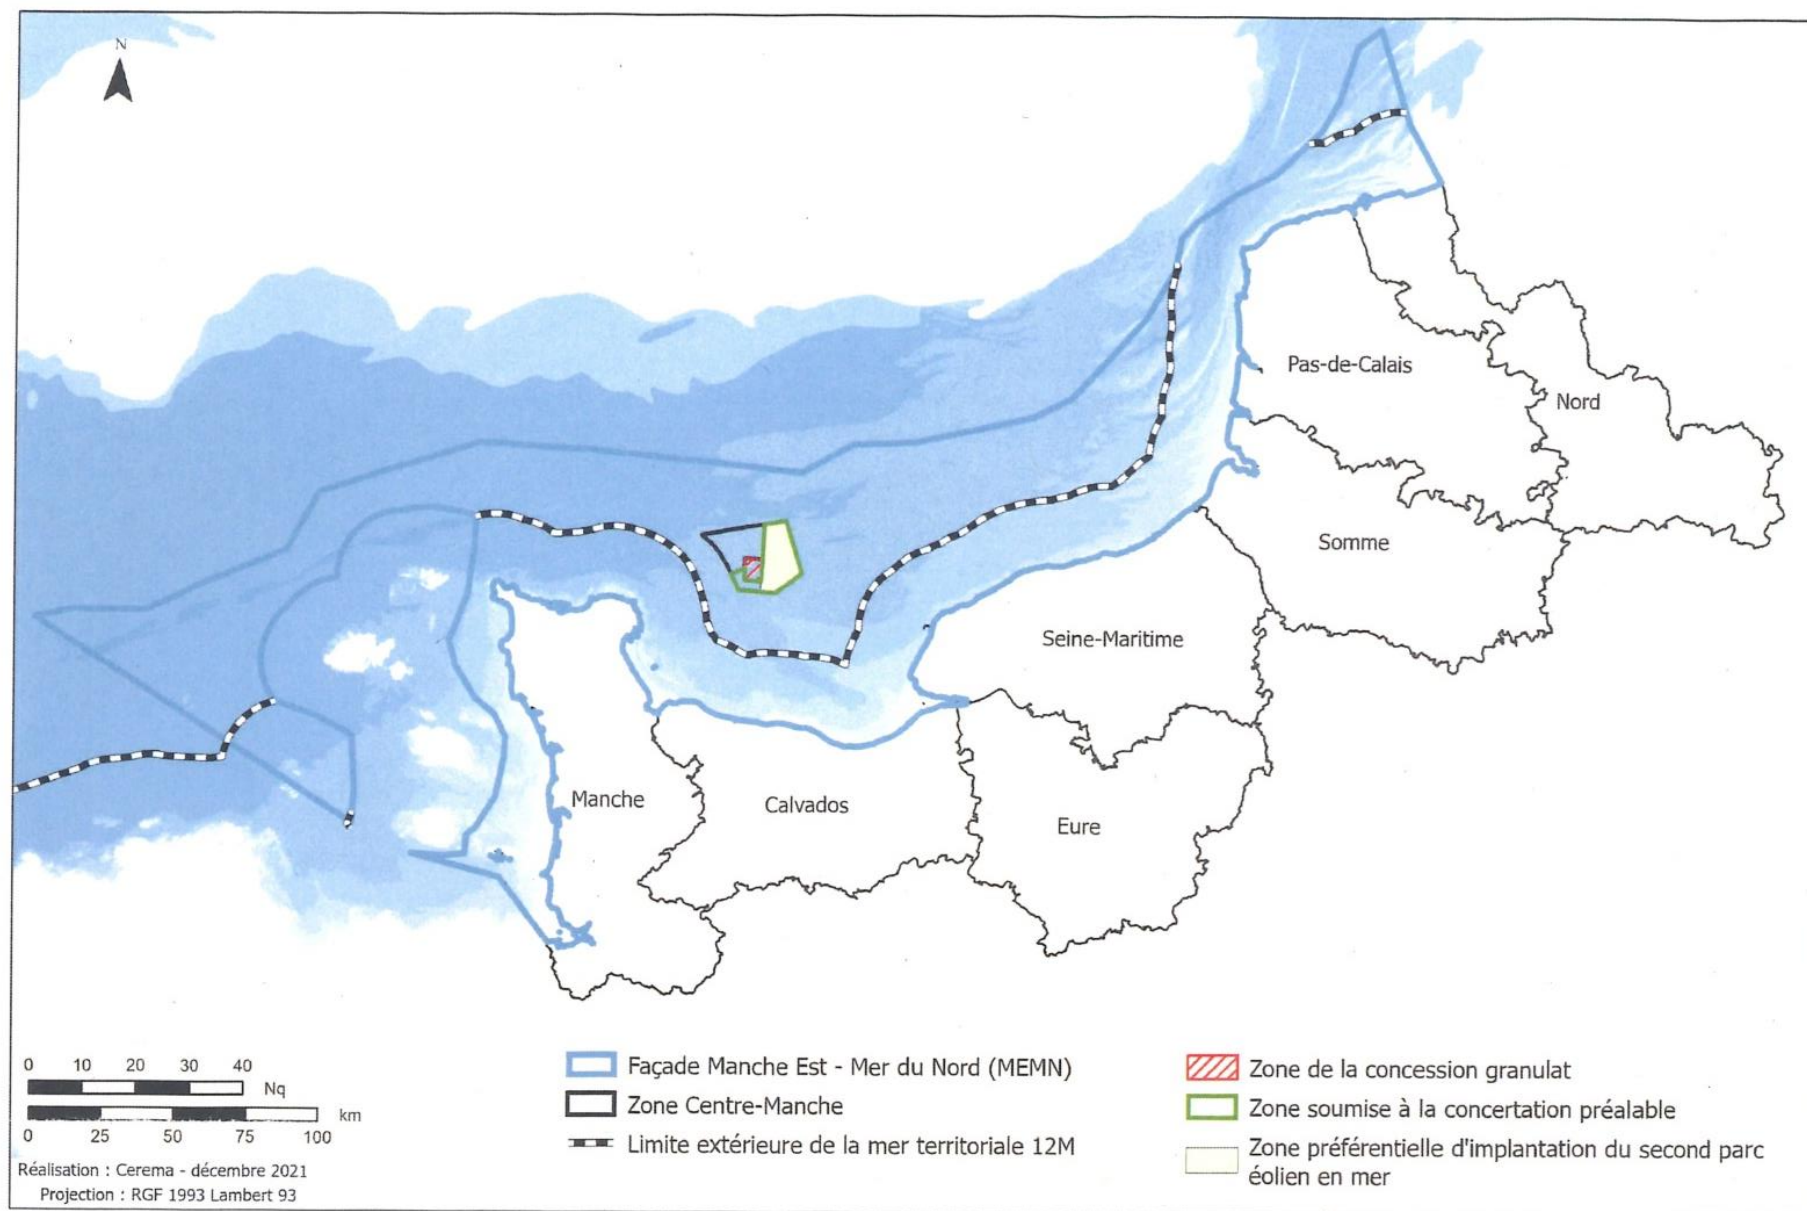 N
Pas-de-Calais
Nord
Somme
Seine-Maritime
Manche
Calvados
Eure
0 10 20 30 40
Nq
km
0 25 50 75 100
Réalisation : Cerema - décembre 2021
Projection : RGF 1993 Lambert 93
Façade Manche Est - Mer du Nord (MEMN)
Zone Centre-Manche
Limite extérieure de la mer territoriale 12M
Zone de la concession granulat
Zone soumise à la concertation préalable
Zone préférentielle d'implantation du second parc
éolien en mer